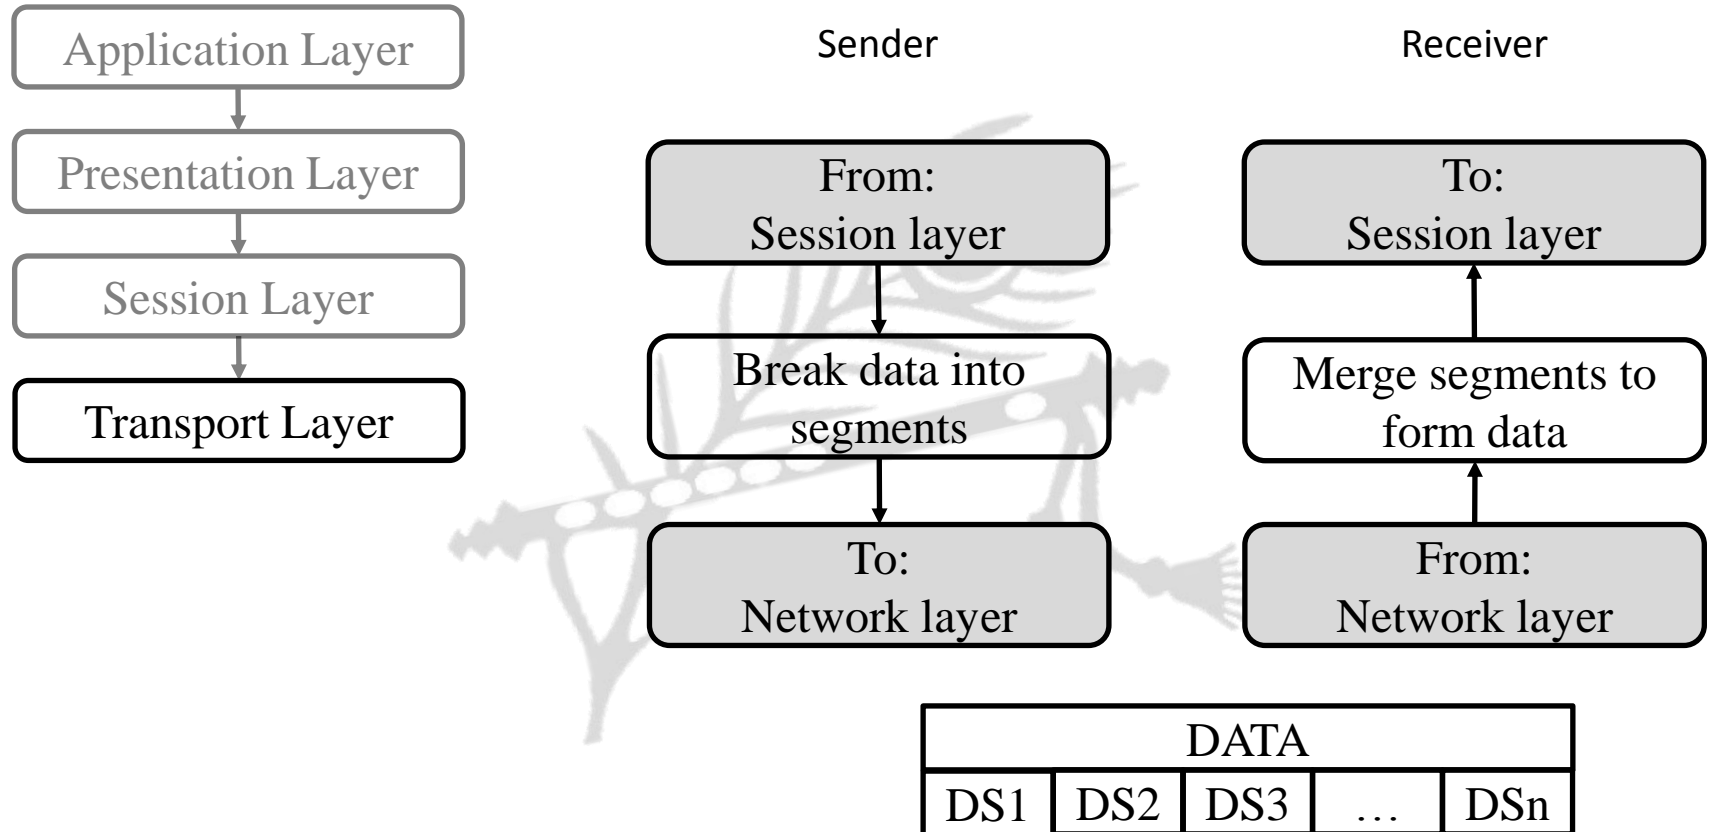 Application Layer
Presentation Layer
Session Layer
Transport Layer
Sender
From:
Session layer
Break data into
segments
To:
Network layer
Receiver
To:
Session layer
Merge segments to
form data
From:
Network layer
DATA
DS1 DS2 DS3 … DSn